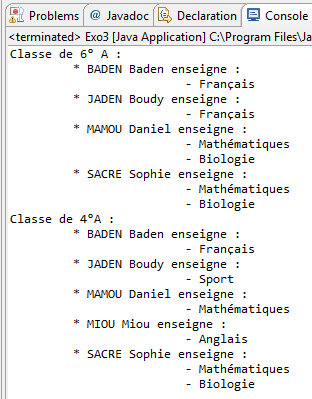 Problems @ Javadoc Declaration Console
<terminated> Exo3 [Java Application] C:\Program Files\Ja
Classe de 6° A :
* BADEN Baden enseigne :
- Français
* JADEN Boudy enseigne :
- Français
* MAMOU Daniel enseigne :
- Mathématiques
- Biologie
* SACRE Sophie enseigne :
- Mathématiques
- Biologie
Classe de 4°A :
* BADEN Baden enseigne :
- Français
* JADEN Boudy enseigne :
- Sport
* MAMOU Daniel enseigne :
- Mathématiques
* MIOU Miou enseigne :
- Anglais
* SACRE Sophie enseigne :
- Mathématiques
- Biologie